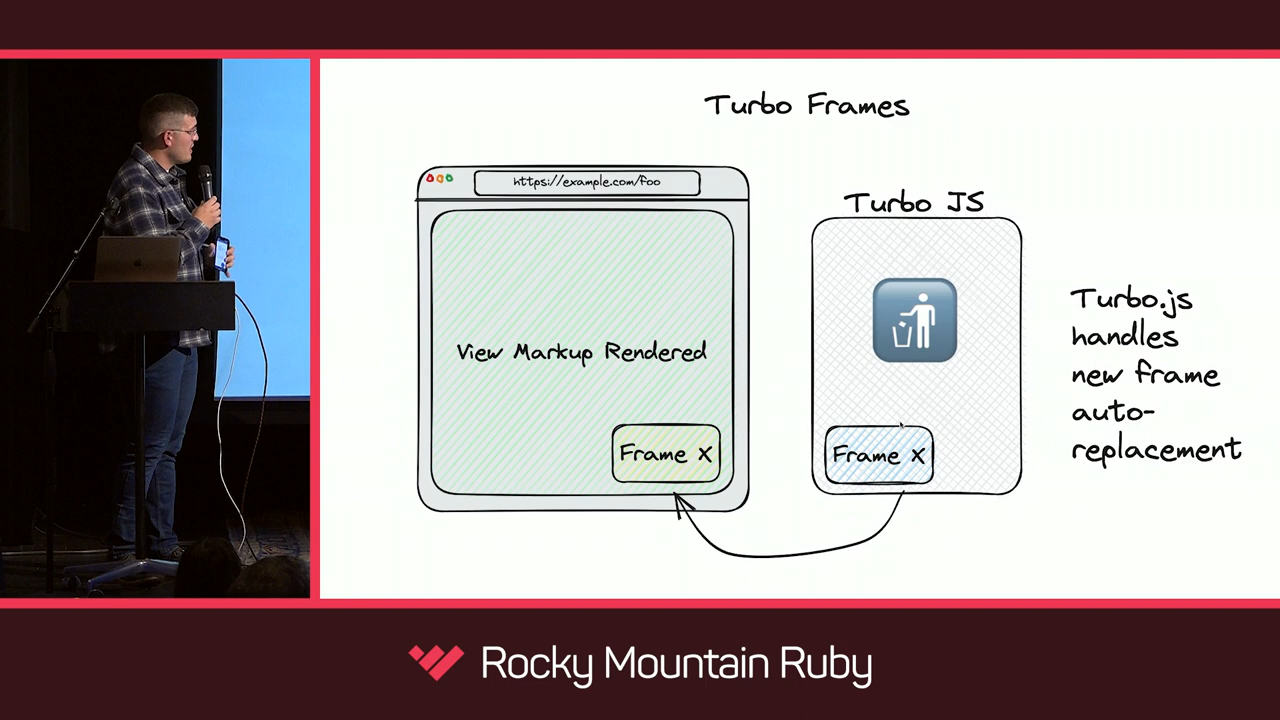 Turbo Frames
https://example.com/foo
Turbo JS
View Markup Rendered
Frame X
Frame X
Turbo.js
handles
new frame
auto-
replacement
Rocky Mountain Ruby